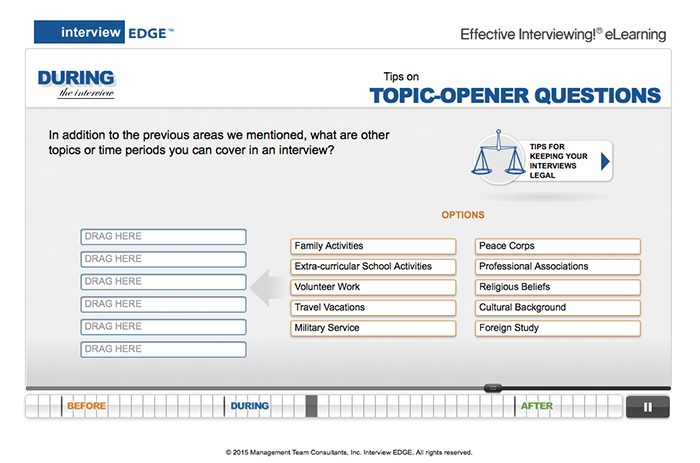 interview EDGE™
Effective Interviewing!® eLearning
DURING
the interview
Tips on
TOPIC-OPENER QUESTIONS
In addition to the previous areas we mentioned, what are other
topics or time periods you can cover in an interview?
TIPS FOR
KEEPING YOUR
INTERVIEWS
LEGAL
OPTIONS
DRAG HERE
DRAG HERE
DRAG HERE
DRAG HERE
DRAG HERE
DRAG HERE
Family Activities
Extra-curricular School Activities
Volunteer Work
Travel Vacations
Military Service
Peace Corps
Professional Associations
Religious Beliefs
Cultural Background
Foreign Study
BEFORE
DURING
AFTER
© 2015 Management Team Consultants, Inc. Interview EDGE. All rights reserved.